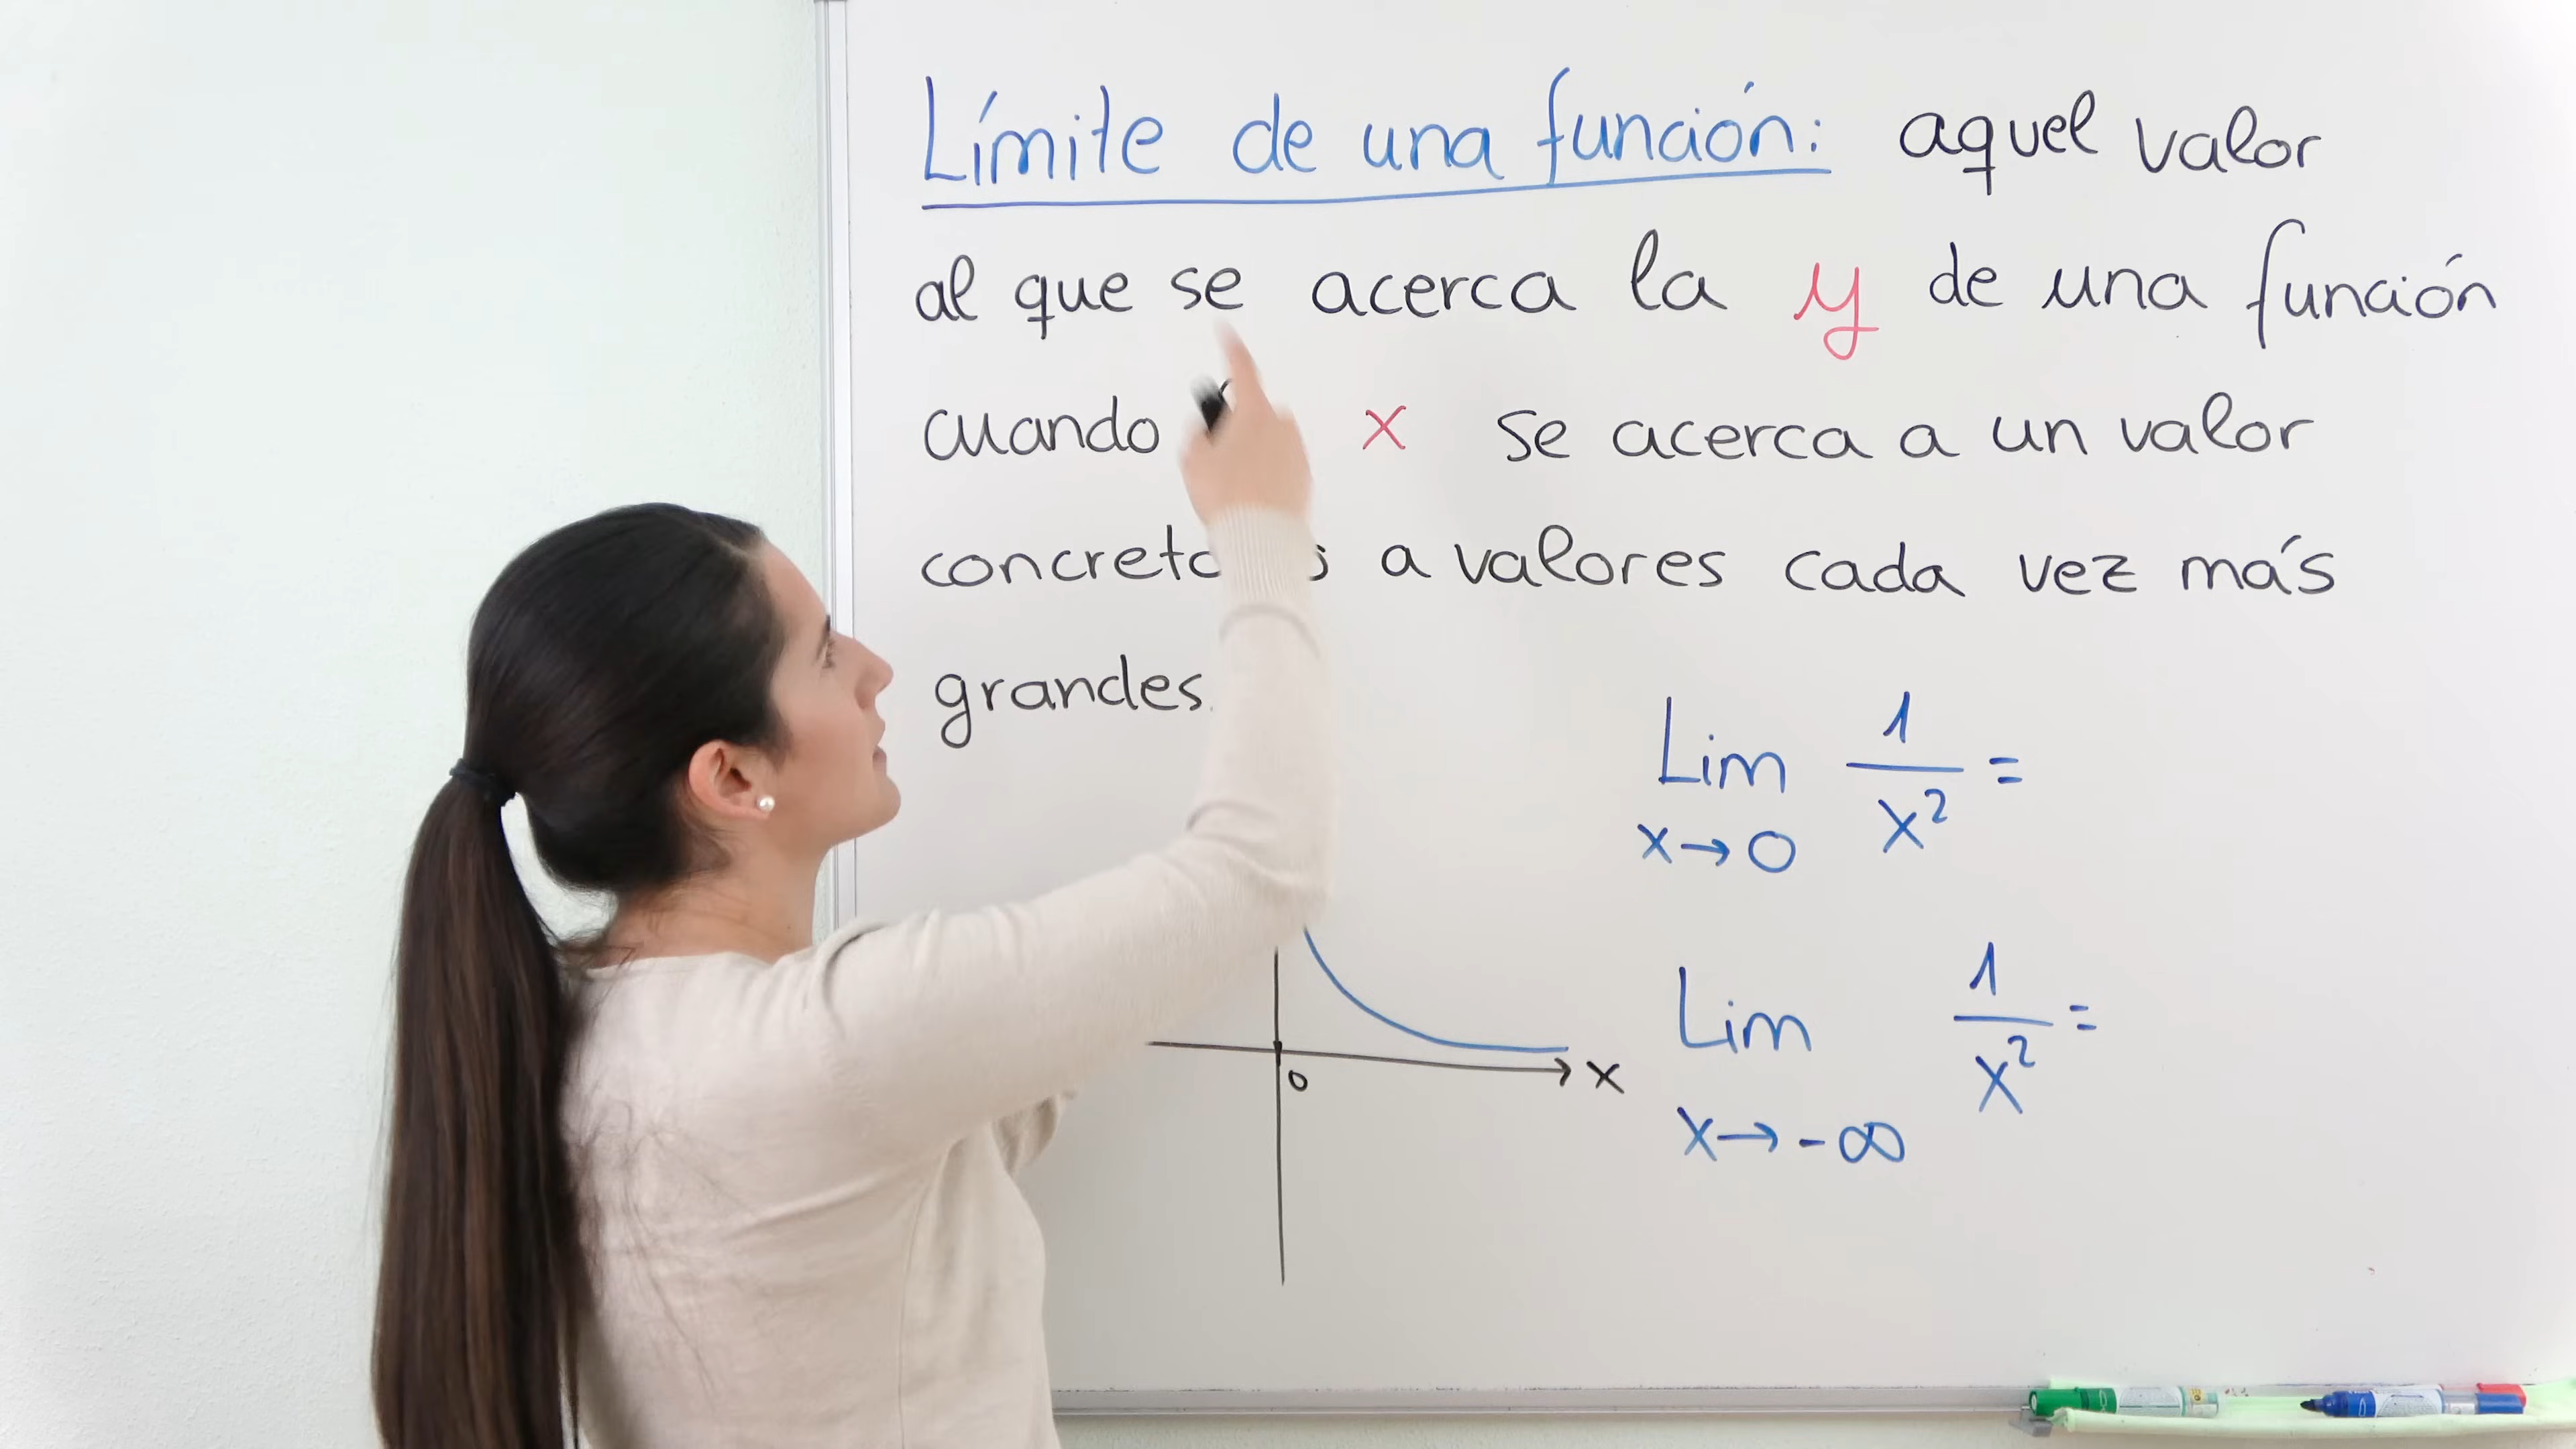 Límite de una función: aquel valor
al que se acerca la y de una función
cuando x se acerca a un valor
concreto a valores cada vez más
grandes.
Lim 1/x² =
x→0
Lim 1/x² =
x→-∞
0
x